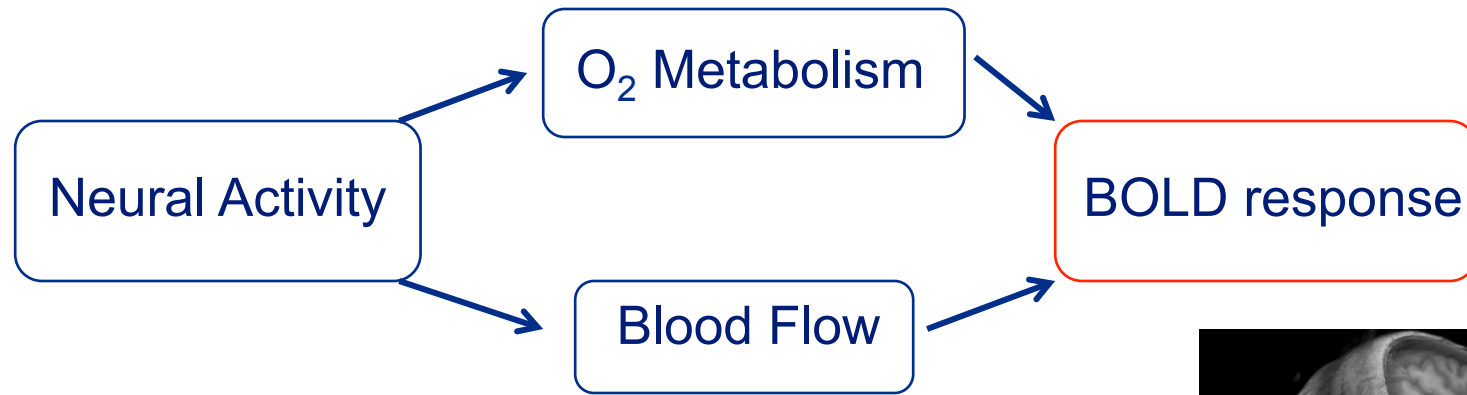 O₂ Metabolism
Neural Activity
BOLD response
Blood Flow